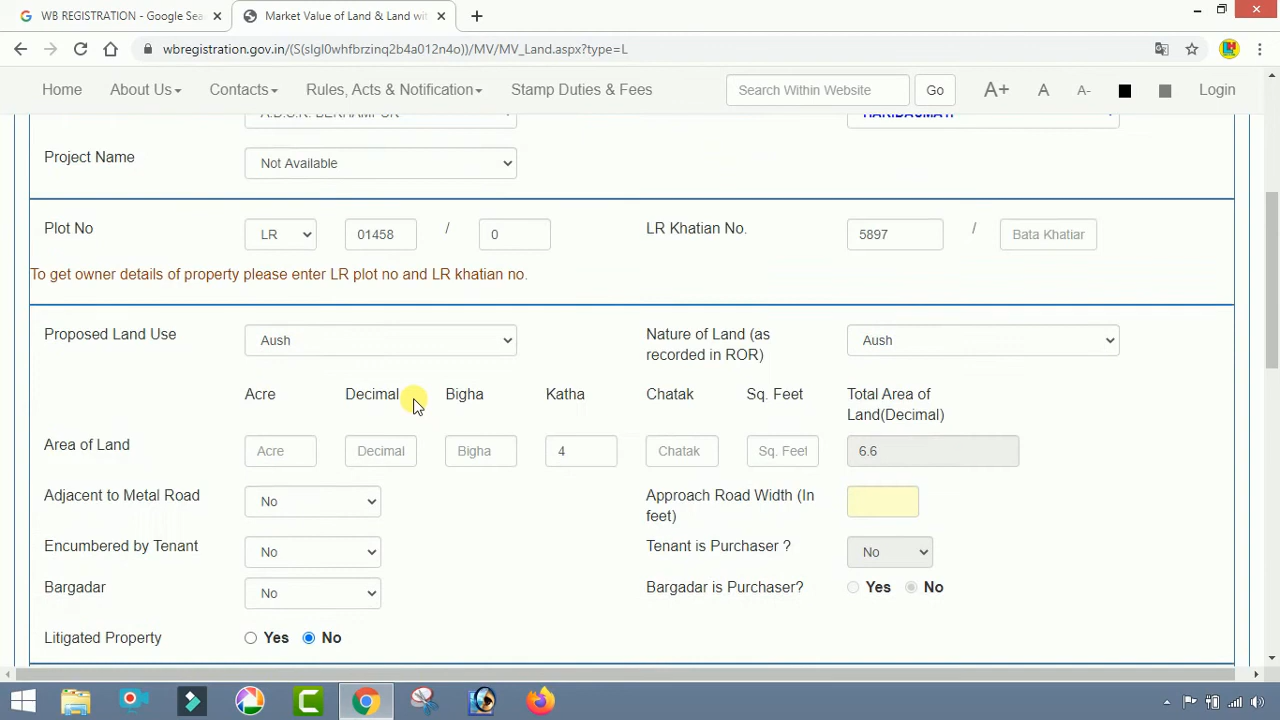 WB REGISTRATION - Google Sea
Market Value of Land & Land wit
wbregistration.gov.in/(S(slgl0whfbrzinq2b4a012n4o))/MV/MV_Land.aspx?type=L
Home About Us Contacts Rules, Acts & Notification Stamp Duties & Fees Search Within Website Go A+ A A- Login
Project Name Not Available
Plot No LR 01458 / 0 LR Khatian No. 5897 / Bata Khatiar
To get owner details of property please enter LR plot no and LR khatian no.
Proposed Land Use Aush Nature of Land (as recorded in ROR) Aush
Acre Decimal Bigha Katha Chatak Sq. Feet Total Area of Land(Decimal)
Area of Land Acre Decimal Bigha 4 Chatak Sq. Feet 6.6
Adjacent to Metal Road No Approach Road Width (In feet)
Encumbered by Tenant No Tenant is Purchaser ? No
Bargadar No Bargadar is Purchaser? Yes No
Litigated Property Yes No